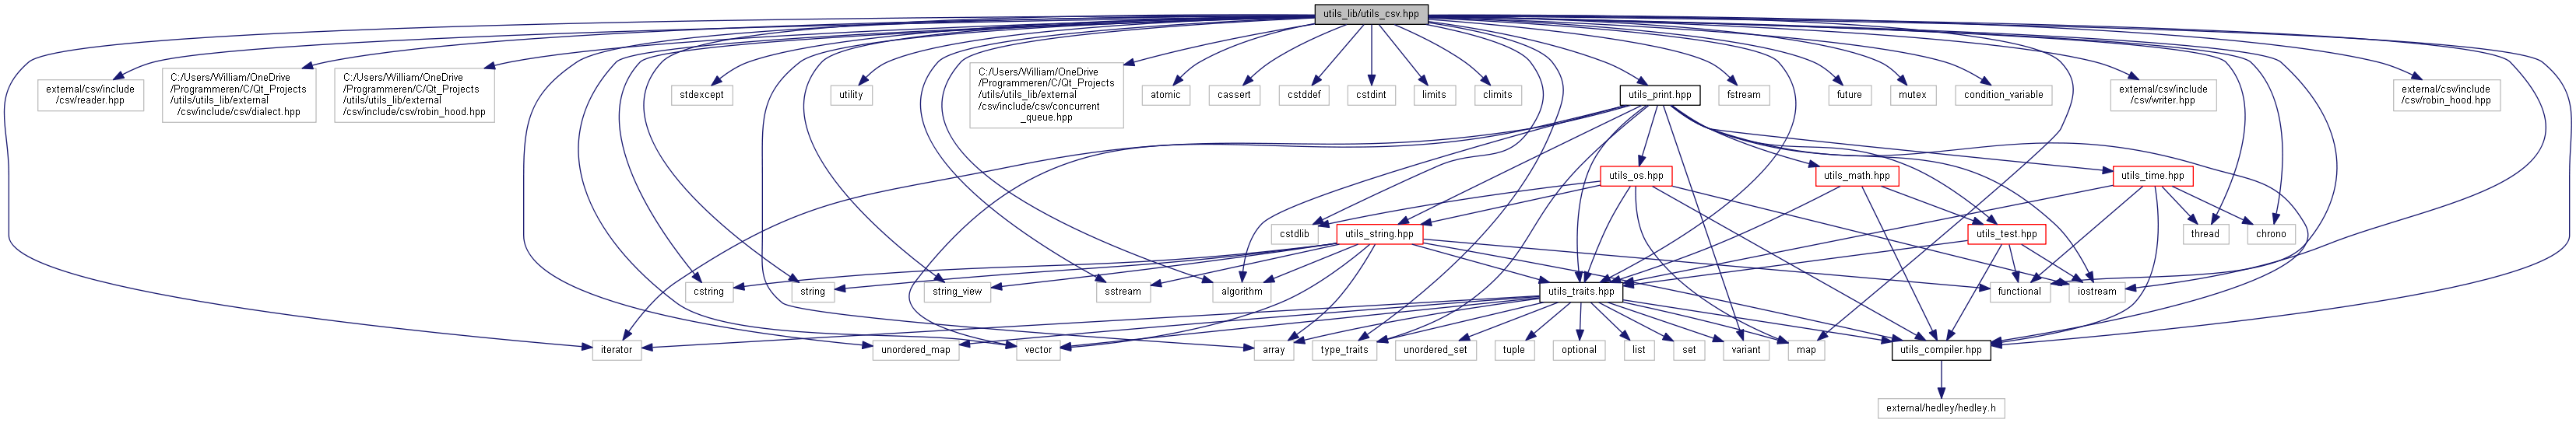 utils_lib/utils_csv.hpp
external/csv/include
/csv/reader.hpp
C:/Users/William/OneDrive
/Programmeren/C/Qt_Projects
/utils/utils_lib/external
/csv/include/csv/dialect.hpp
C:/Users/William/OneDrive
/Programmeren/C/Qt_Projects
/utils/utils_lib/external
/csv/include/csv/robin_hood.hpp
stdexcept
utility
C:/Users/William/OneDrive
/Programmeren/C/Qt_Projects
/utils/utils_lib/external
/csv/include/csv/concurrent
_queue.hpp
atomic
cassert
cstddef
cstdint
limits
climits
utils_print.hpp
fstream
future
mutex
condition_variable
external/csv/include
/csv/writer.hpp
external/csv/include
/csv/robin_hood.hpp
utils_os.hpp
utils_math.hpp
utils_time.hpp
cstdlib
utils_string.hpp
utils_test.hpp
thread
chrono
cstring
string
string_view
sstream
algorithm
utils_traits.hpp
functional
iostream
iterator
unordered_map
vector
array
type_traits
unordered_set
tuple
optional
list
set
variant
map
utils_compiler.hpp
external/hedley/hedley.h